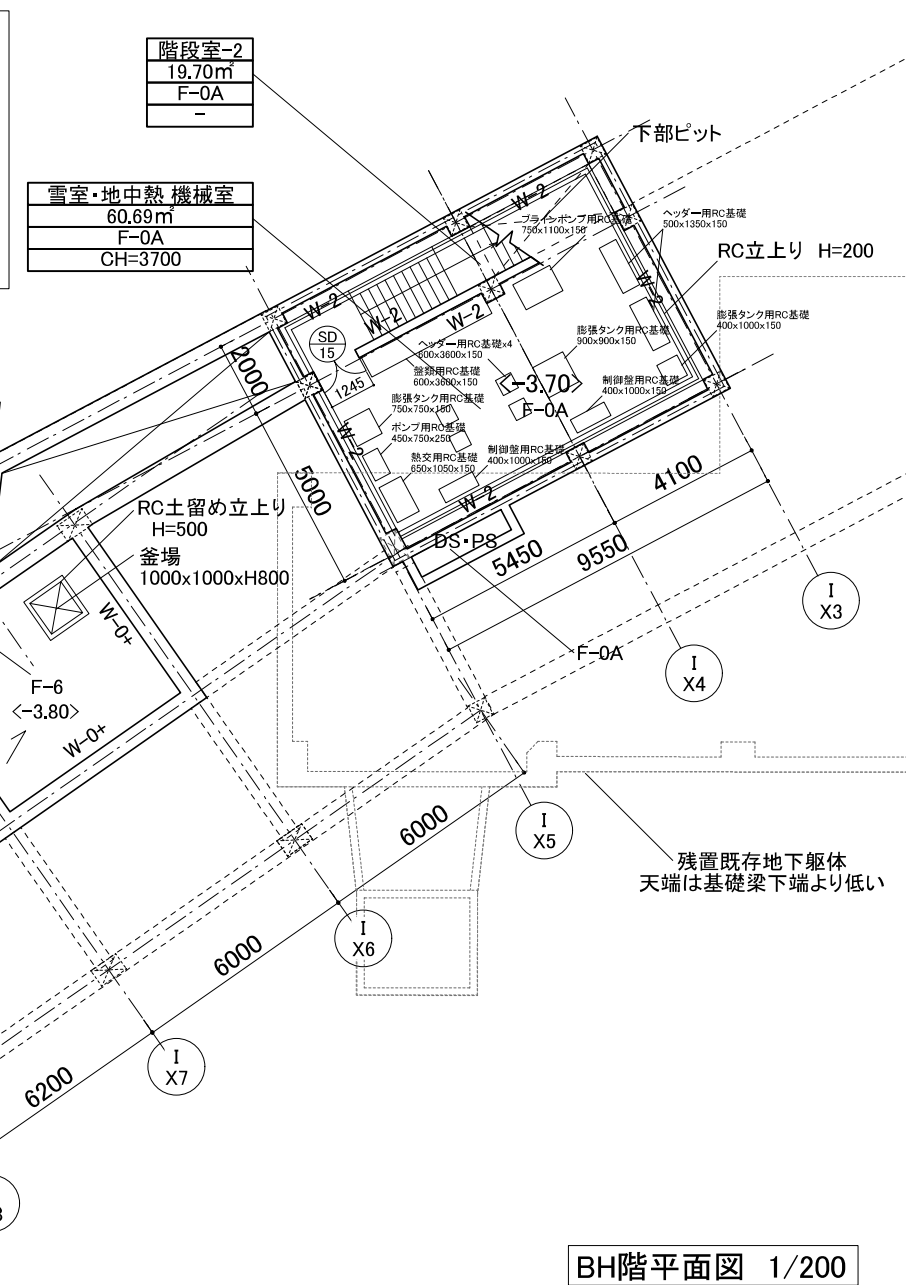 階段室-2
19.70㎡
F-0A
-
雪室・地中熱 機械室
60.69㎡
F-0A
CH=3700
下部ピット
W-2
ブラインポンプ用RC基礎
750x1100x150
ヘッダー用RC基礎
500x1350x150
RC立上り H=200
W-2
W-2
W-2
W-2
膨張タンク用RC基礎
400x1000x150
SD
15
ヘッダー用RC基礎x4
600x3600x150
膨張タンク用RC基礎
900x900x150
2000
盤類用RC基礎
600x3600x150
-3.70
F-0A
制御盤用RC基礎
400x1000x150
1245
膨張タンク用RC基礎
750x750x150
ポンプ用RC基礎
450x750x250
W-2
熱交用RC基礎
650x1050x150
制御盤用RC基礎
400x1000x150
W-2
5000
4100
RC土留め立上り
H=500
釜場
1000x1000xH800
DS・PS
5450
9550
I
X3
W-0+
F-0A
I
X4
F-6
<-3.80>
W-0+
6000
I
X5
残置既存地下躯体
天端は基礎梁下端より低い
6000
I
X6
I
X7
6200
BH階平面図 1/200